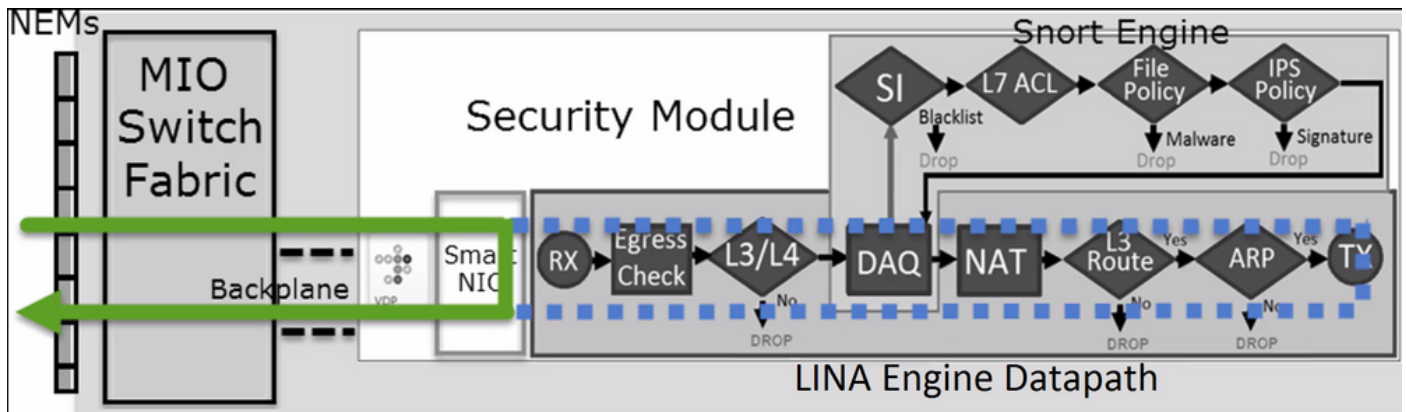 NEMs
MIO
Switch
Fabric
Backplane
Security Module
VDP
Smart
NIC
Snort Engine
SI
L7 ACL
File
Policy
IPS
Policy
Blacklist
Drop
Malware
Drop
Signature
Drop
RX
Egress
Check
L3/L4
No
DROP
DAQ
NAT
L3
Route
Yes
No
DROP
ARP
Yes
No
DROP
TX
LINA Engine Datapath